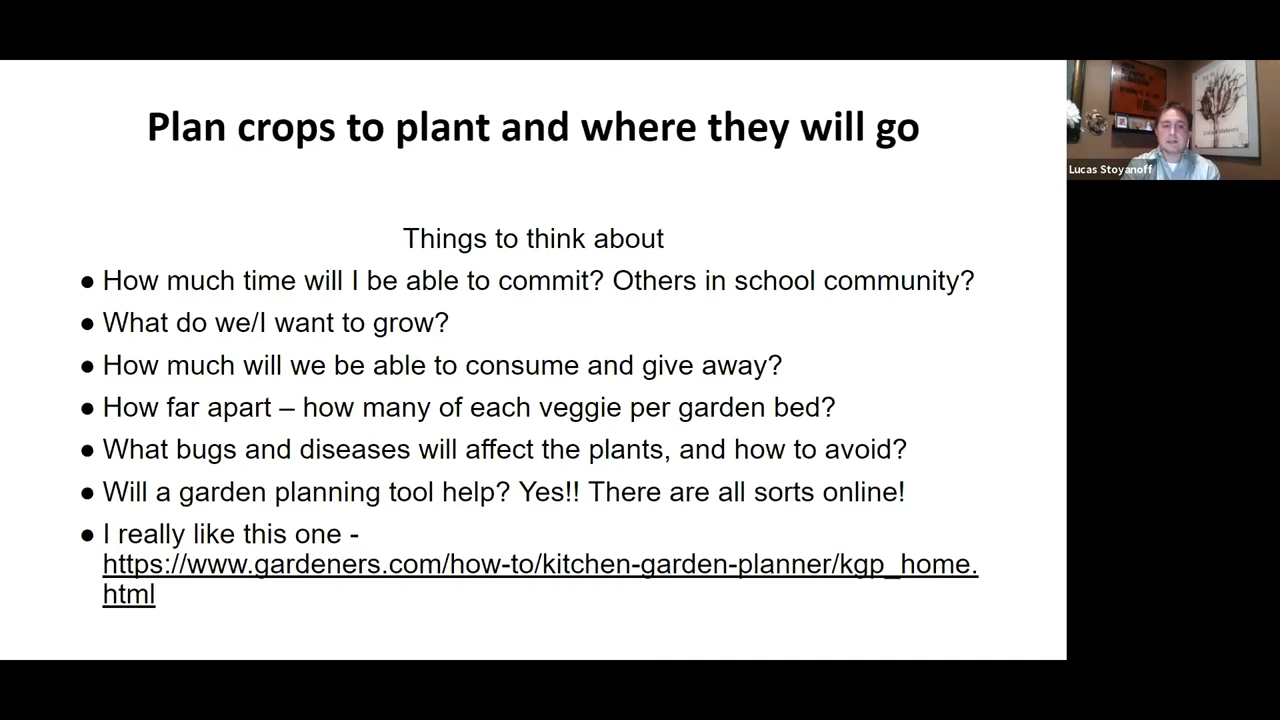 Plan crops to plant and where they will go
Things to think about
● How much time will I be able to commit? Others in school community?
● What do we/I want to grow?
● How much will we be able to consume and give away?
● How far apart – how many of each veggie per garden bed?
● What bugs and diseases will affect the plants, and how to avoid?
● Will a garden planning tool help? Yes!! There are all sorts online!
● I really like this one -
https://www.gardeners.com/how-to/kitchen-garden-planner/kgp_home.
html
Lucas Stoyanoff